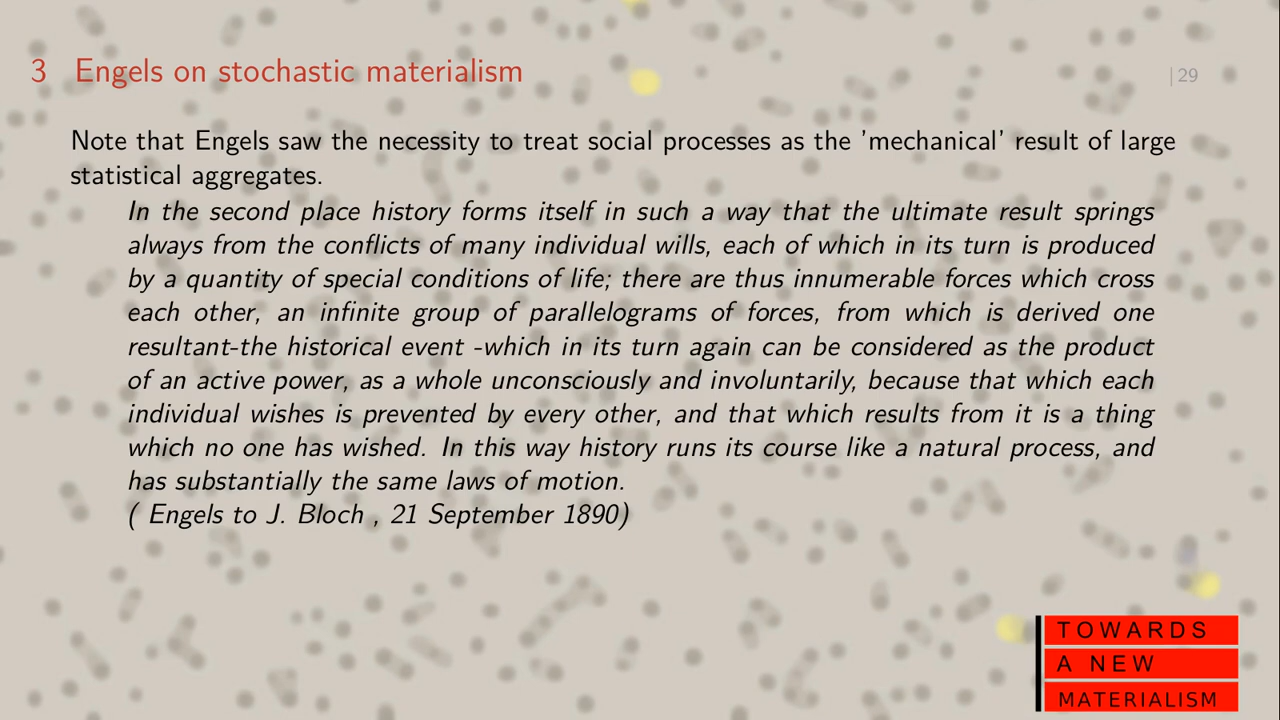 3 Engels on stochastic materialism
|29
Note that Engels saw the necessity to treat social processes as the 'mechanical' result of large
statistical aggregates.
In the second place history forms itself in such a way that the ultimate result springs
always from the conflicts of many individual wills, each of which in its turn is produced
by a quantity of special conditions of life; there are thus innumerable forces which cross
each other, an infinite group of parallelograms of forces, from which is derived one
resultant-the historical event -which in its turn again can be considered as the product
of an active power, as a whole unconsciously and involuntarily, because that which each
individual wishes is prevented by every other, and that which results from it is a thing
which no one has wished. In this way history runs its course like a natural process, and
has substantially the same laws of motion.
( Engels to J. Bloch , 21 September 1890)
TOWARDS
A NEW
MATERIALISM